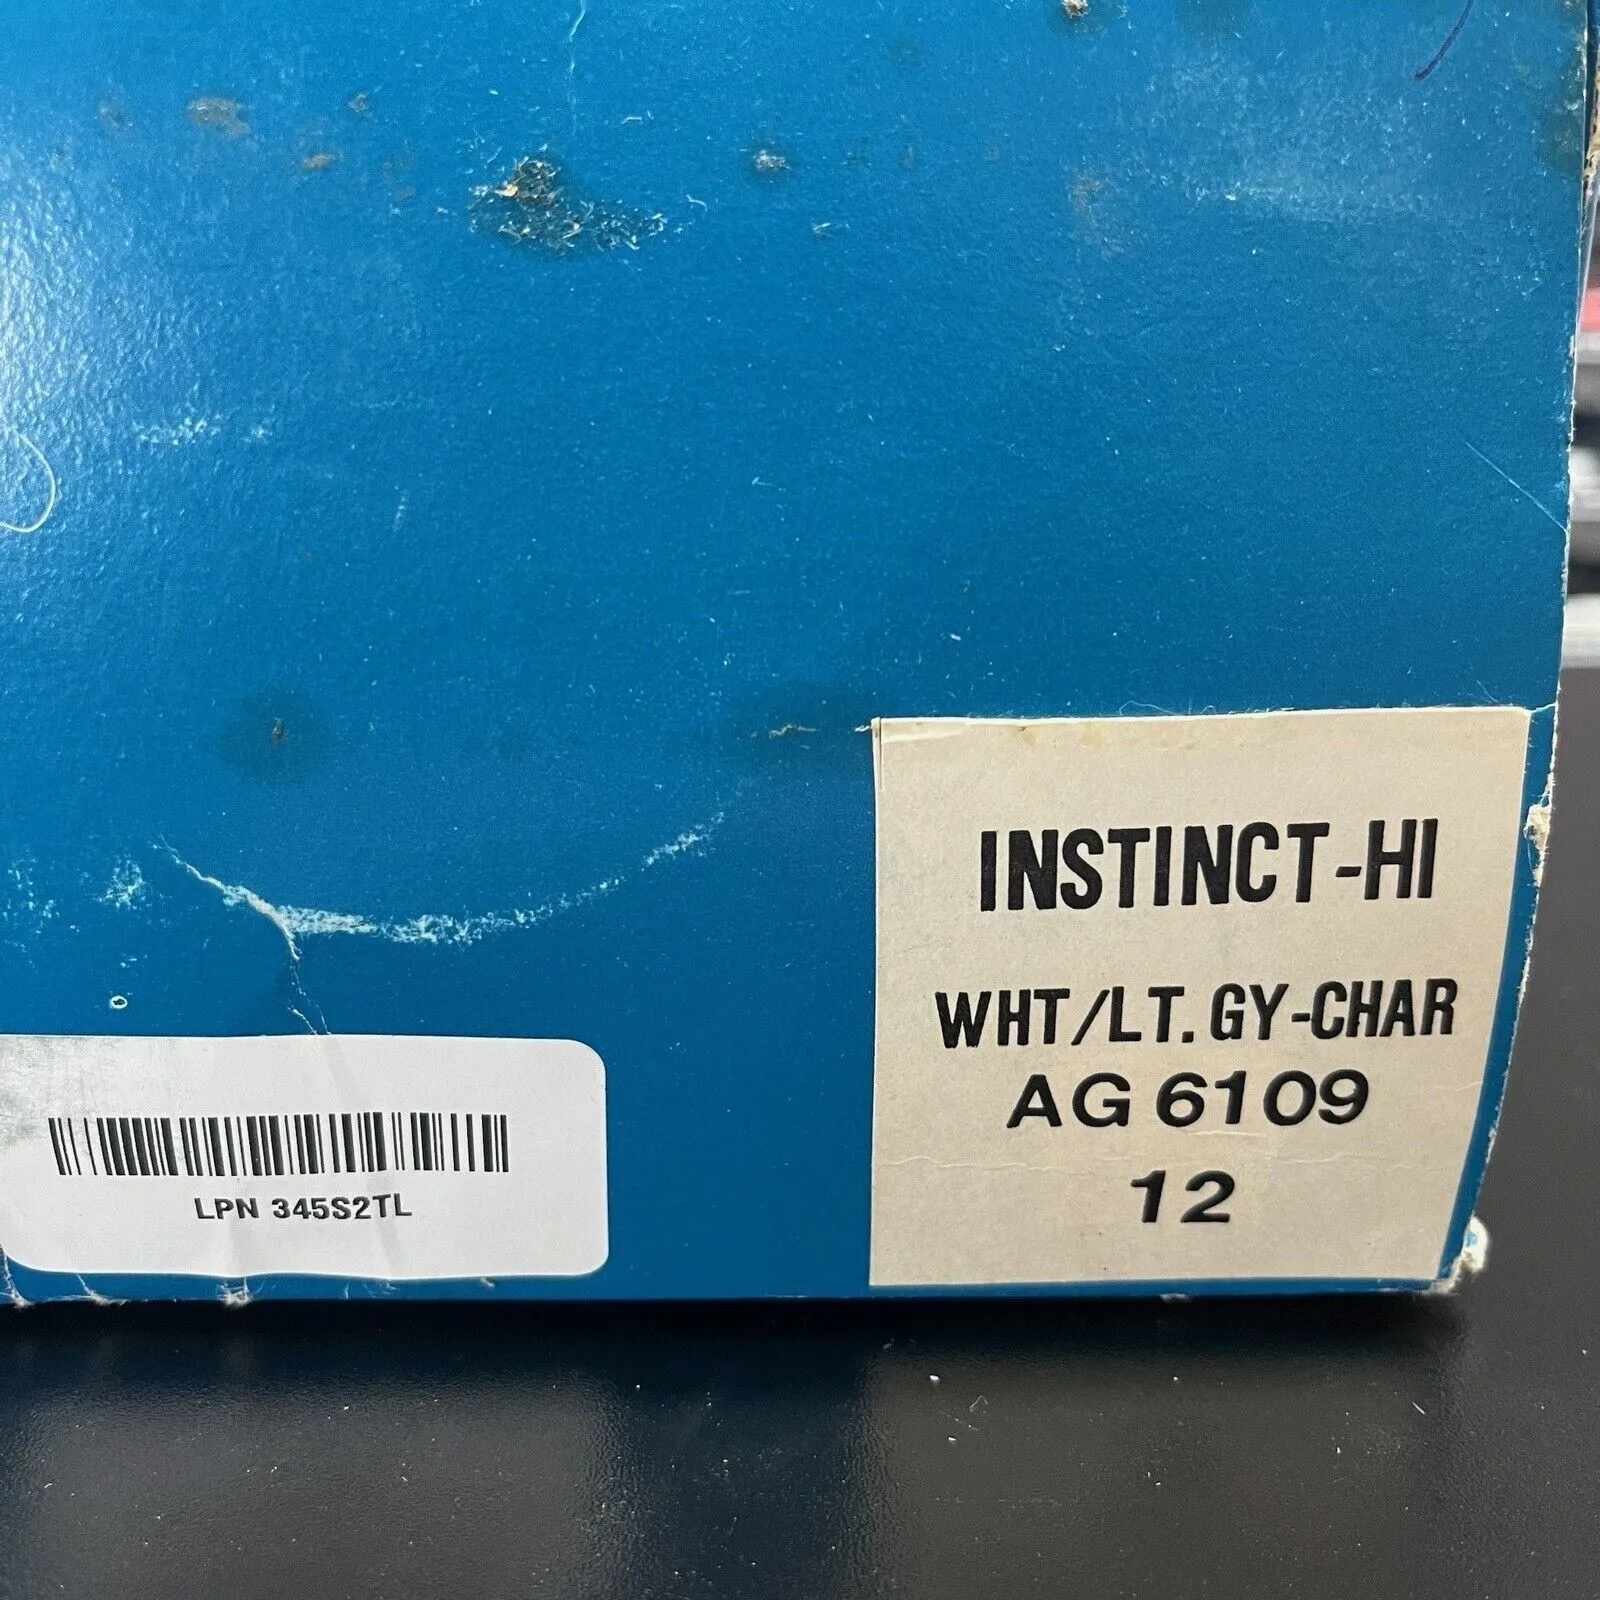 INSTINCT-HI
WHT/LT. GY-CHAR
AG 6109
12
LPN 345S2TL